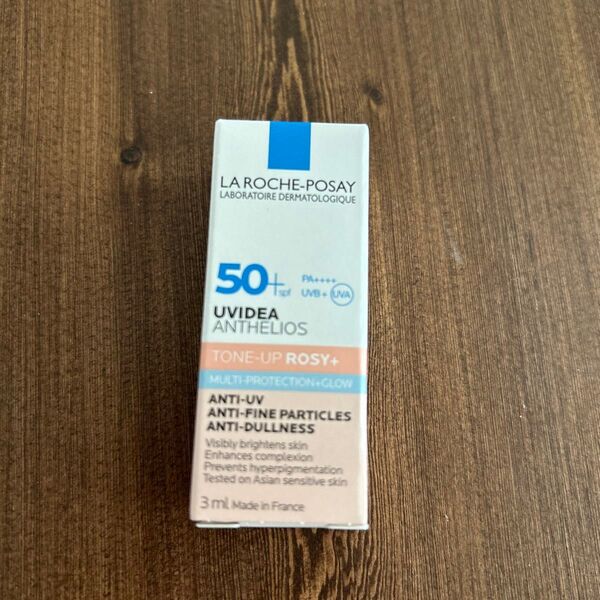 LA ROCHE-POSAY
LABORATOIRE DERMATOLOGIQUE
50+ spf PA++++
UVB + UVA
UVIDEA
ANTHELIOS
TONE-UP ROSY+
MULTI-PROTECTION+GLOW
ANTI-UV
ANTI-FINE PARTICLES
ANTI-DULLNESS
Visibly brightens skin
Enhances complexion
Prevents hyperpigmentation
Tested on Asian sensitive skin
3 ml Made in France